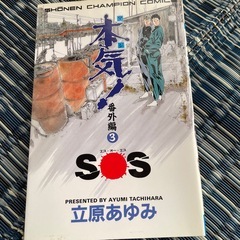 SHONEN CHAMPION COMICS
本気!
番外編3
エス・オー・エス
SOS
PRESENTED BY AYUMI TACHIHARA
立原あゆみ